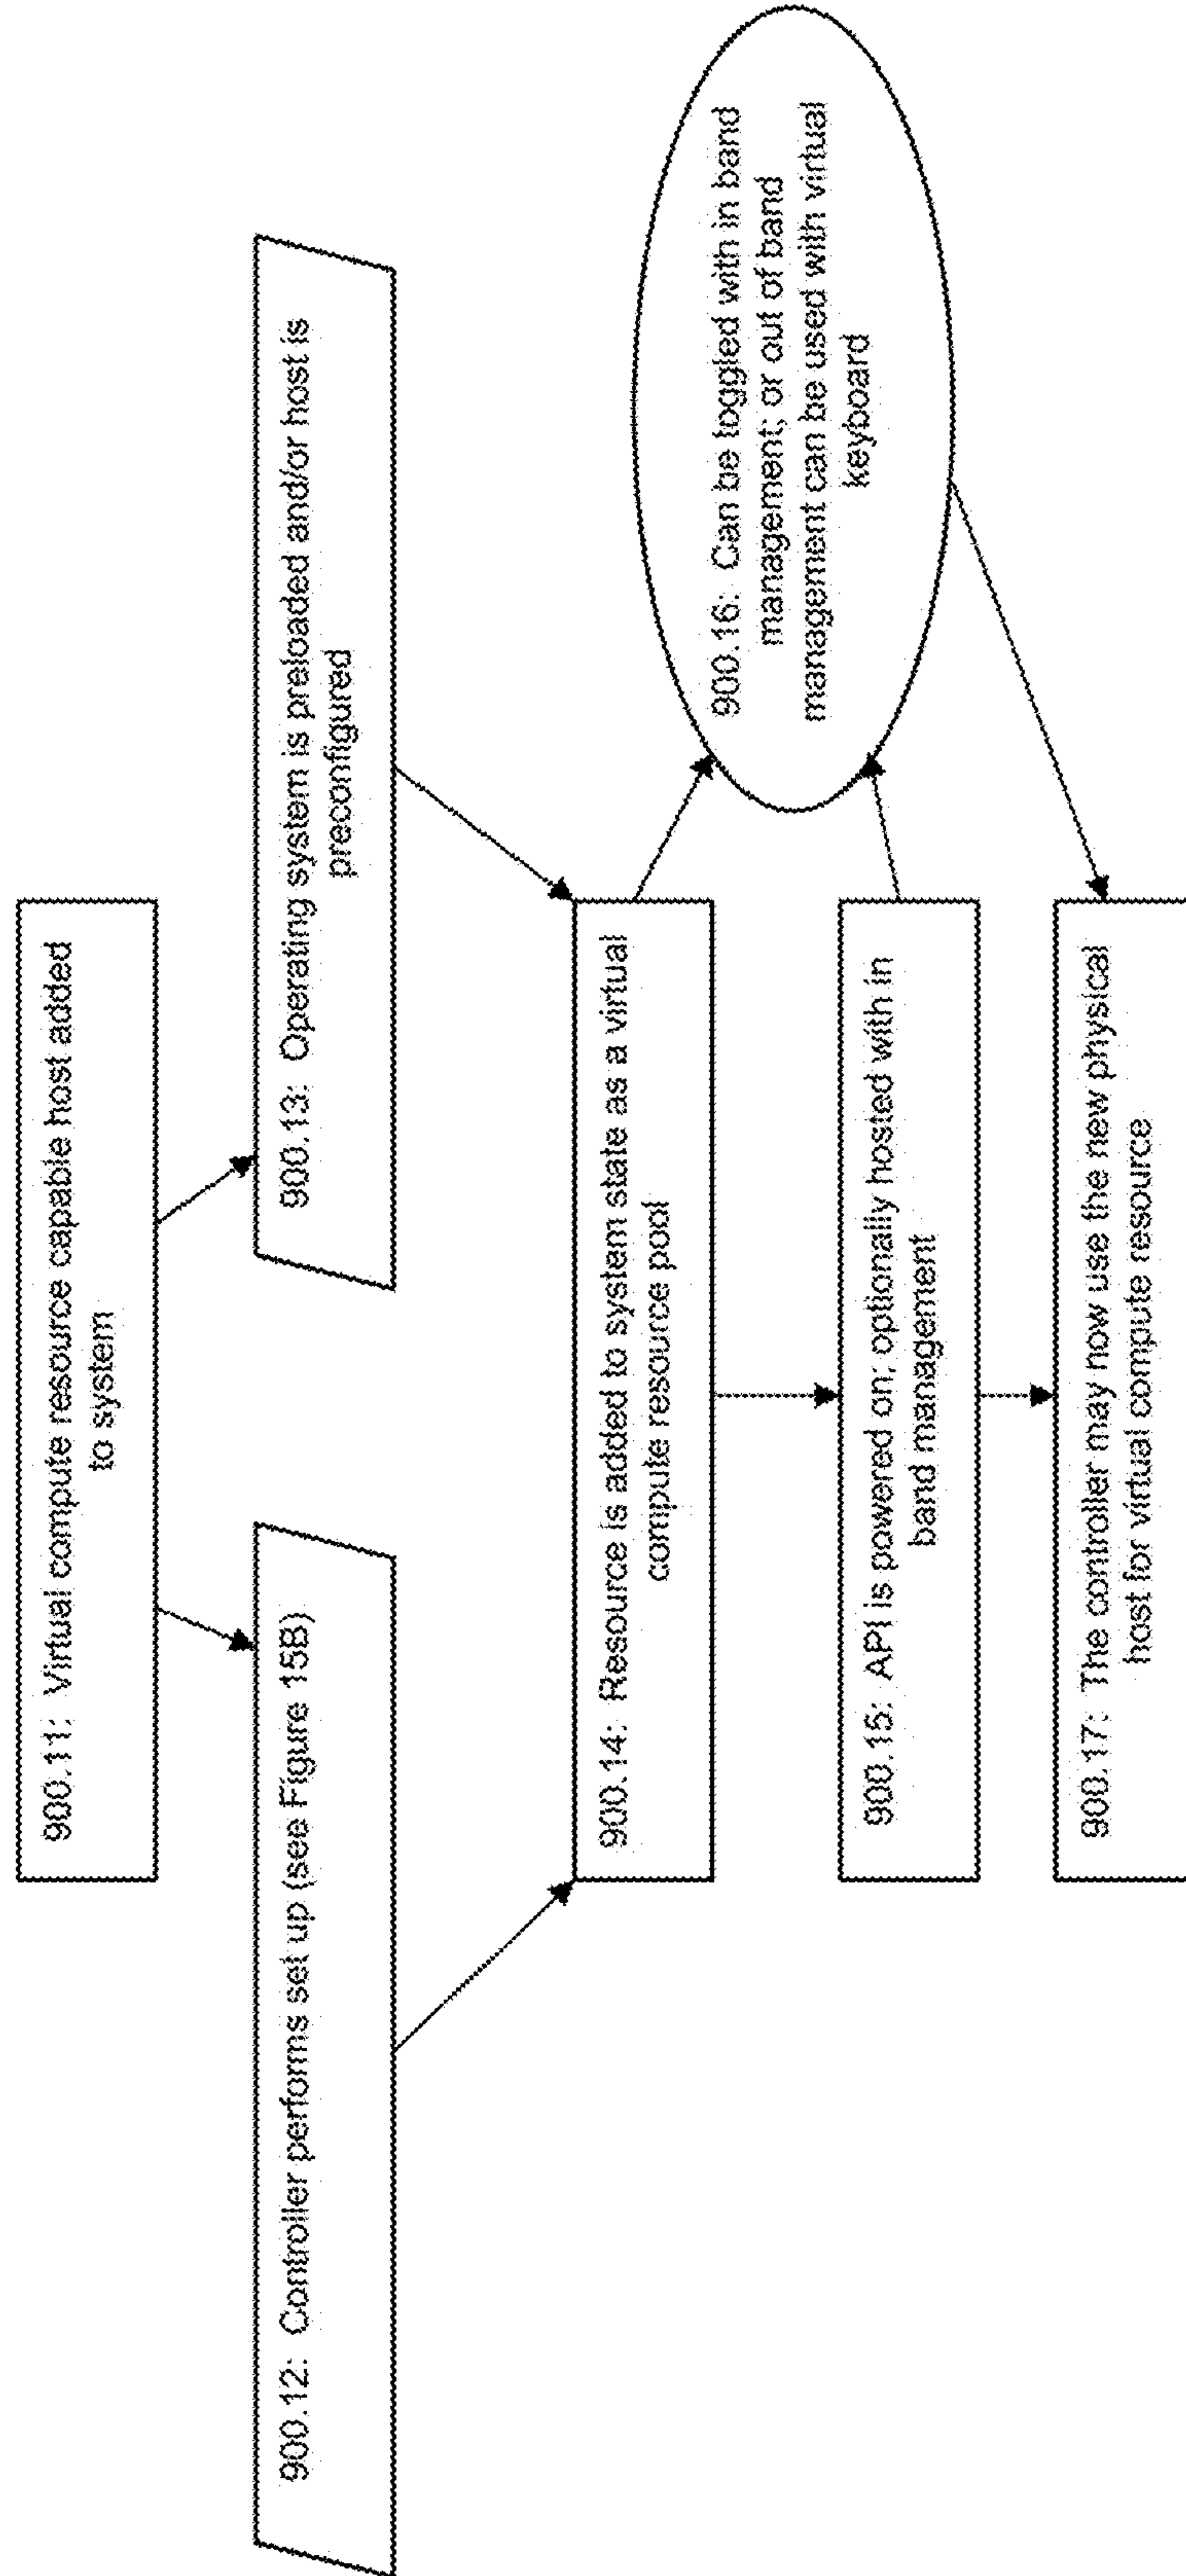 900.11: Virtual compute resource capable host added
to system
900.12: Controller performs set up (see Figure 15B)
900.13: Operating system is preloaded and/or host is
preconfigured
900.14: Resource is added to system state as a virtual
compute resource pool
900.15: API is powered on; optionally hosted with in
band management
900.16: Can be toggled with in band
management; or out of band
management can be used with virtual
keyboard
900.17: The controller may now use the new physical
host for virtual compute resource